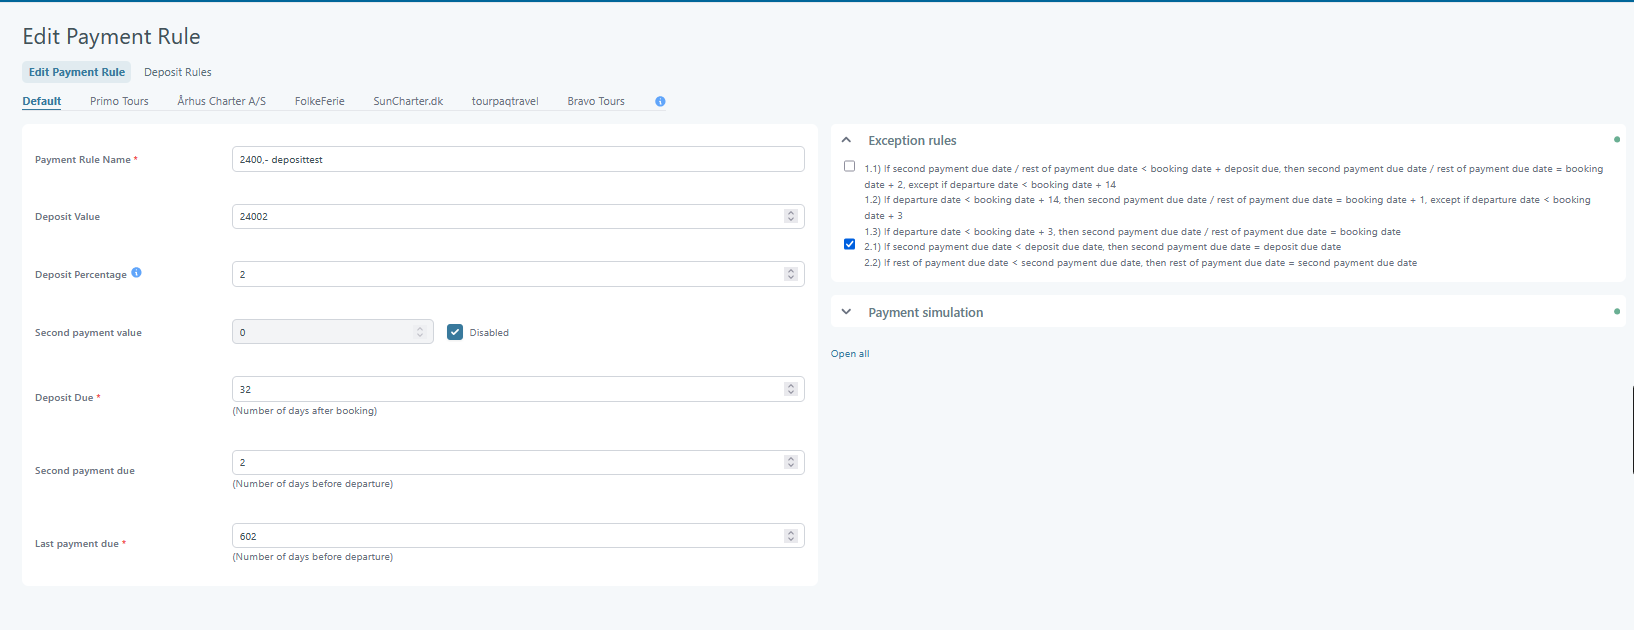 Edit Payment Rule
Edit Payment Rule Deposit Rules
Default Primo Tours Århus Charter A/S FolkeFerie SunCharter.dk tourpaqtravel Bravo Tours i
Payment Rule Name * 2400,- deposittest
Deposit Value 24002
Deposit Percentage i 2
Second payment value 0 Disabled
Deposit Due * 32
(Number of days after booking)
Second payment due 2
(Number of days before departure)
Last payment due * 602
(Number of days before departure)
Exception rules
1.1) If second payment due date / rest of payment due date < booking date + deposit due, then second payment due date / rest of payment due date = booking
date + 2, except if departure date < booking date + 14
1.2) If departure date < booking date + 14, then second payment due date / rest of payment due date = booking date + 1, except if departure date < booking
date + 3
1.3) If departure date < booking date + 3, then second payment due date / rest of payment due date = booking date
2.1) If second payment due date < deposit due date, then second payment due date = deposit due date
2.2) If rest of payment due date < second payment due date, then rest of payment due date = second payment due date
Payment simulation
Open all